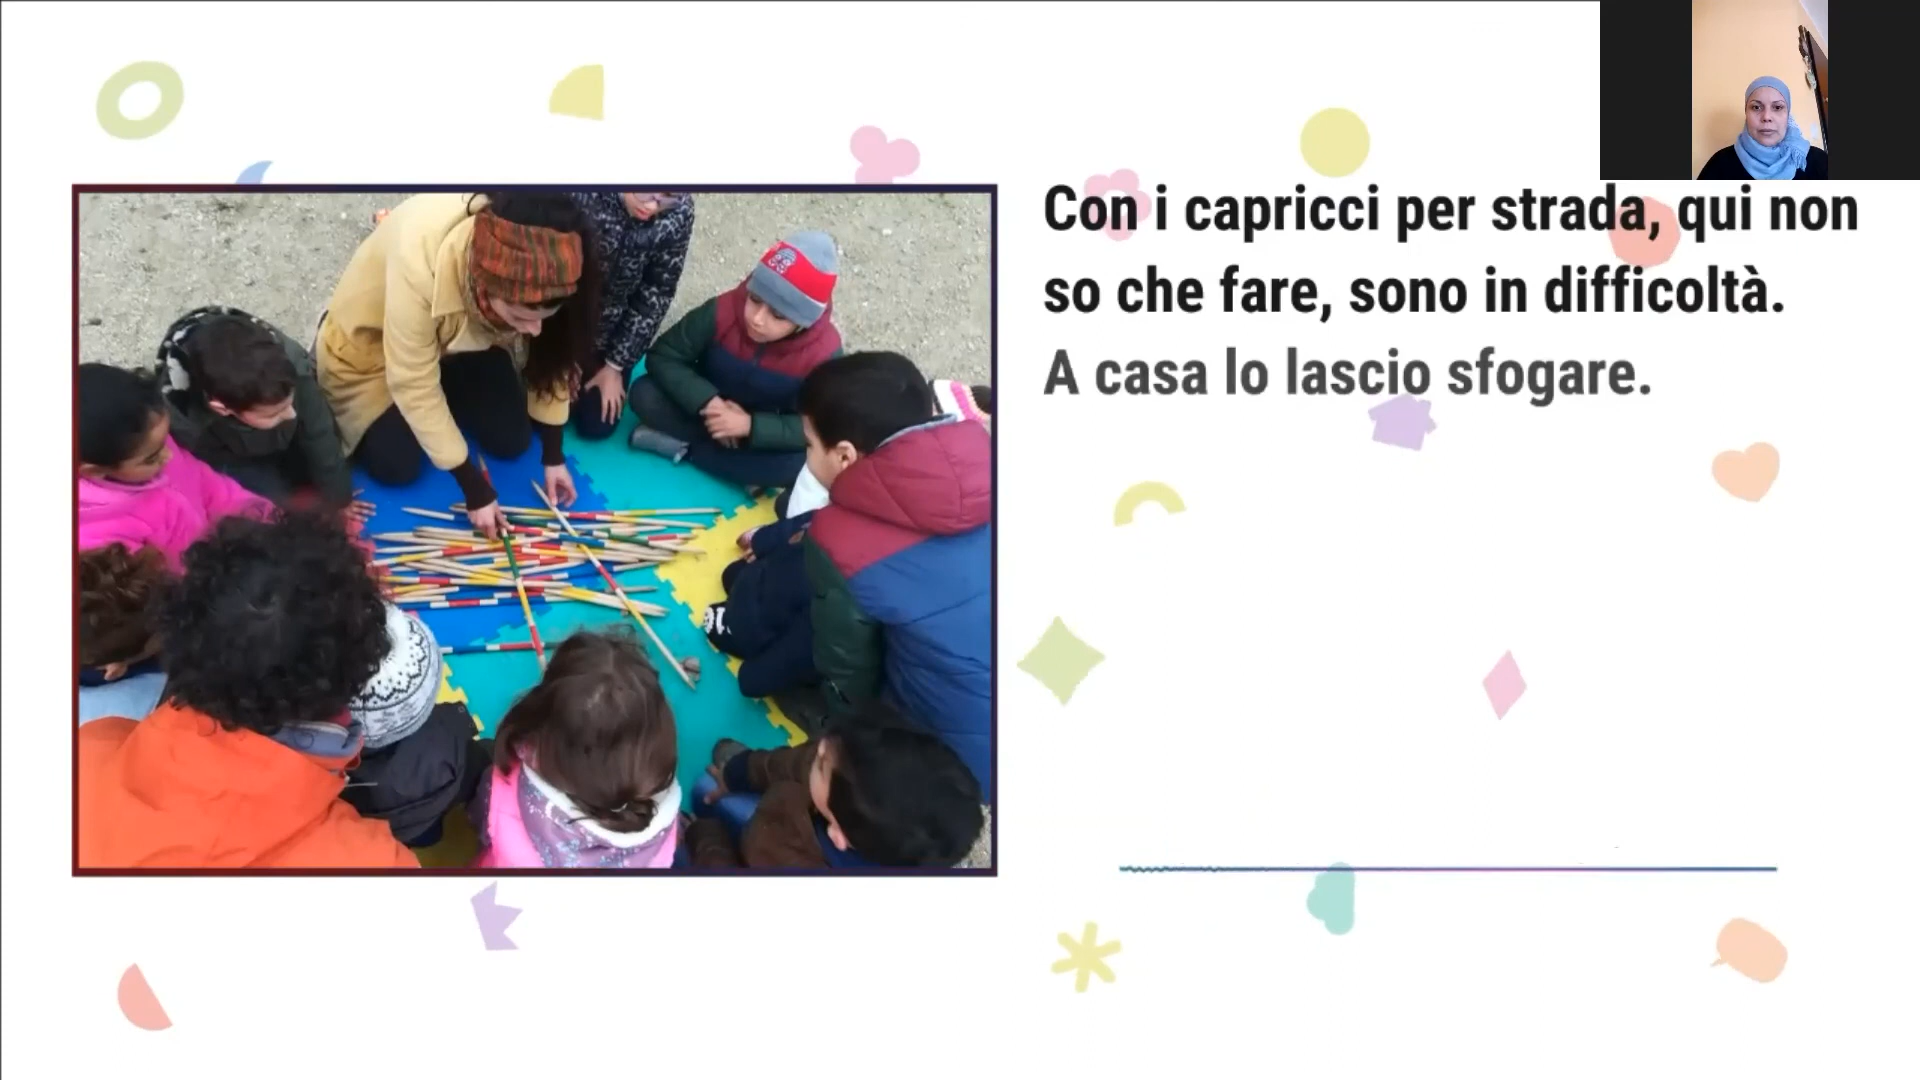 Con i capricci per strada, qui non
so che fare, sono in difficoltà.
A casa lo lascio sfogare.